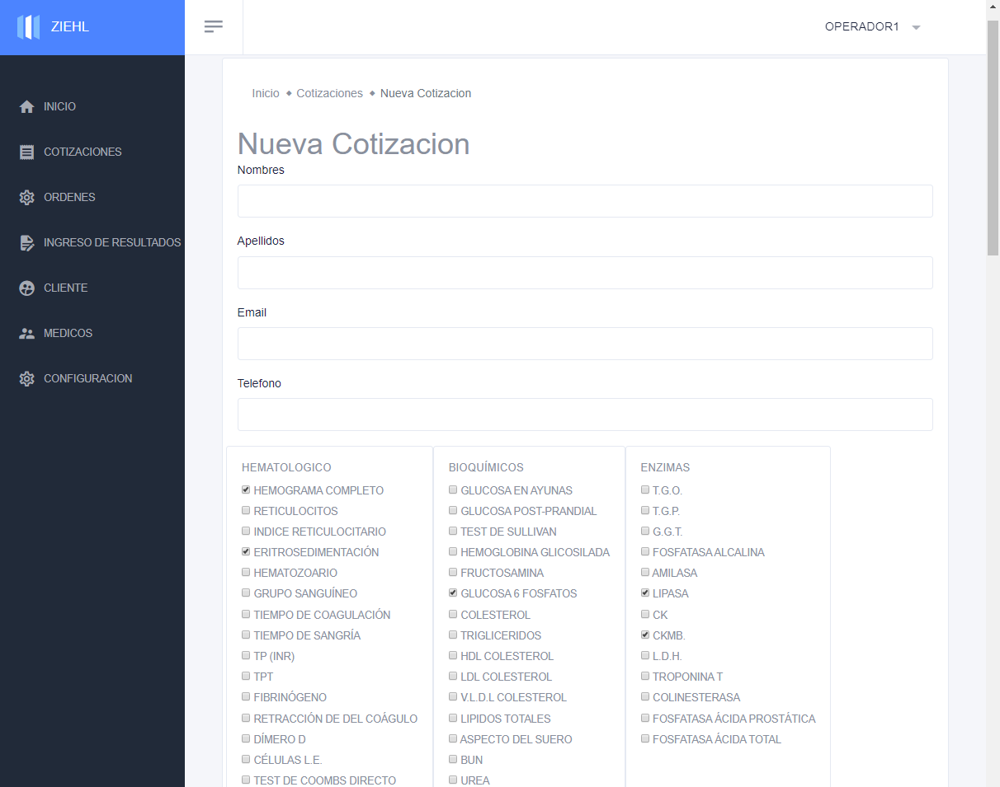 ZIEHL
OPERADOR1
INICIO
COTIZACIONES
ORDENES
INGRESO DE RESULTADOS
CLIENTE
MEDICOS
CONFIGURACION
Inicio
Cotizaciones
Nueva Cotizacion
Nueva Cotizacion
Nombres
Apellidos
Email
Telefono
HEMATOLOGICO
HEMOGRAMA COMPLETO
RETICULOCITOS
INDICE RETICULOCITARIO
ERITROSEDIMENTACIÓN
HEMATOZOARIO
GRUPO SANGUÍNEO
TIEMPO DE COAGULACIÓN
TIEMPO DE SANGRÍA
TP (INR)
TPT
FIBRINÓGENO
RETRACCIÓN DE DEL COÁGULO
DÍMERO D
CÉLULAS L.E.
TEST DE COOMBS DIRECTO
BIOQUÍMICOS
GLUCOSA EN AYUNAS
GLUCOSA POST-PRANDIAL
TEST DE SULLIVAN
HEMOGLOBINA GLICOSILADA
FRUCTOSAMINA
GLUCOSA 6 FOSFATOS
COLESTEROL
TRIGLICERIDOS
HDL COLESTEROL
LDL COLESTEROL
V.L.D.L COLESTEROL
LIPIDOS TOTALES
ASPECTO DEL SUERO
BUN
UREA
ENZIMAS
T.G.O.
T.G.P.
G.G.T.
FOSFATASA ALCALINA
AMILASA
LIPASA
CK
CKMB.
L.D.H.
TROPONINA T
COLINESTERASA
FOSFATASA ÁCIDA PROSTÁTICA
FOSFATASA ÁCIDA TOTAL